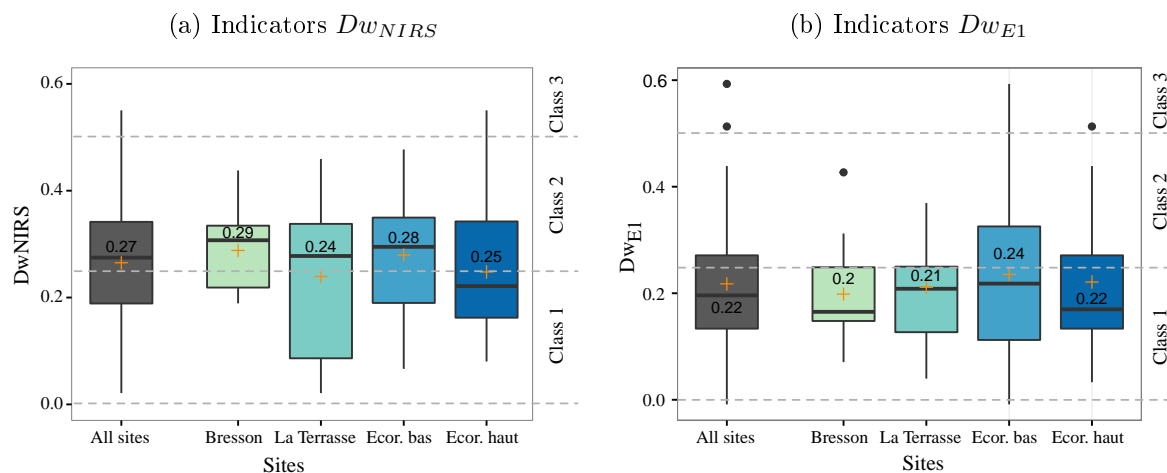 (a) Indicators DwNIRS
(b) Indicators DwE1
DwNIRS
0.6
0.4
0.2
0.0
0.27
0.29
0.24
0.28
0.25
Class 3
Class 2
Class 1
All sites
Bresson
La Terrasse
Ecor. bas
Ecor. haut
Sites
DwE1
0.6
0.4
0.2
0.0
0.22
0.2
0.21
0.24
0.22
Class 3
Class 2
Class 1
All sites
Bresson
La Terrasse
Ecor. bas
Ecor. haut
Sites